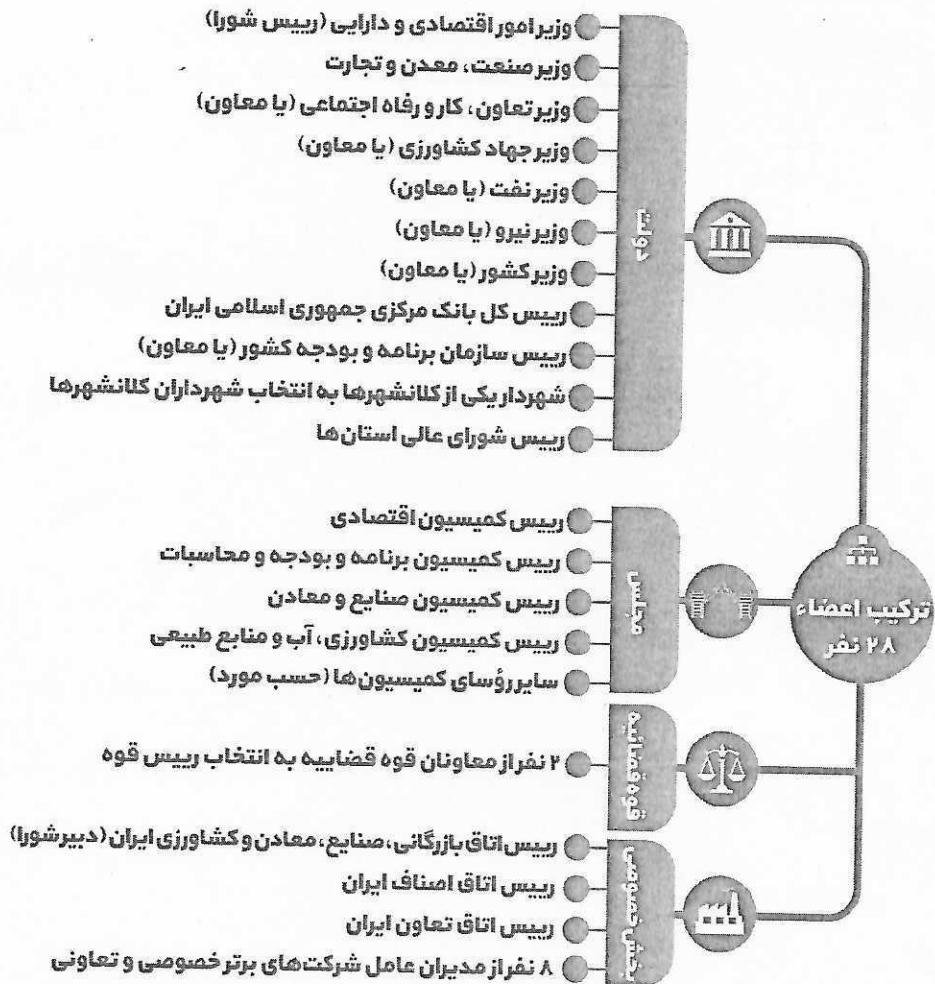 ترکیب اعضاء
۲۸ نفر
دولت
وزیر امور اقتصادی و دارایی (رییس شورا)
وزیر صنعت، معدن و تجارت
وزیر تعاون، کار و رفاه اجتماعی (یا معاون)
وزیر جهاد کشاورزی (یا معاون)
وزیر نفت (یا معاون)
وزیر نیرو (یا معاون)
وزیر کشور (یا معاون)
رییس کل بانک مرکزی جمهوری اسلامی ایران
رییس سازمان برنامه و بودجه کشور (یا معاون)
شهردار یکی از کلانشهرها به انتخاب شهرداران کلانشهرها
رییس شورای عالی استان‌ها
مجلس
رییس کمیسیون اقتصادی
رییس کمیسیون برنامه و بودجه و محاسبات
رییس کمیسیون صنایع و معادن
رییس کمیسیون کشاورزی، آب و منابع طبیعی
سایر رؤسای کمیسیون‌ها (حسب مورد)
قوه قضائیه
۲ نفر از معاونان قوه قضاییه به انتخاب رییس قوه
بخش خصوصی
رییس اتاق بازرگانی، صنایع، معادن و کشاورزی ایران (دبیر شورا)
رییس اتاق اصناف ایران
رییس اتاق تعاون ایران
۸ نفر از مدیران عامل شرکت‌های برتر خصوصی و تعاونی